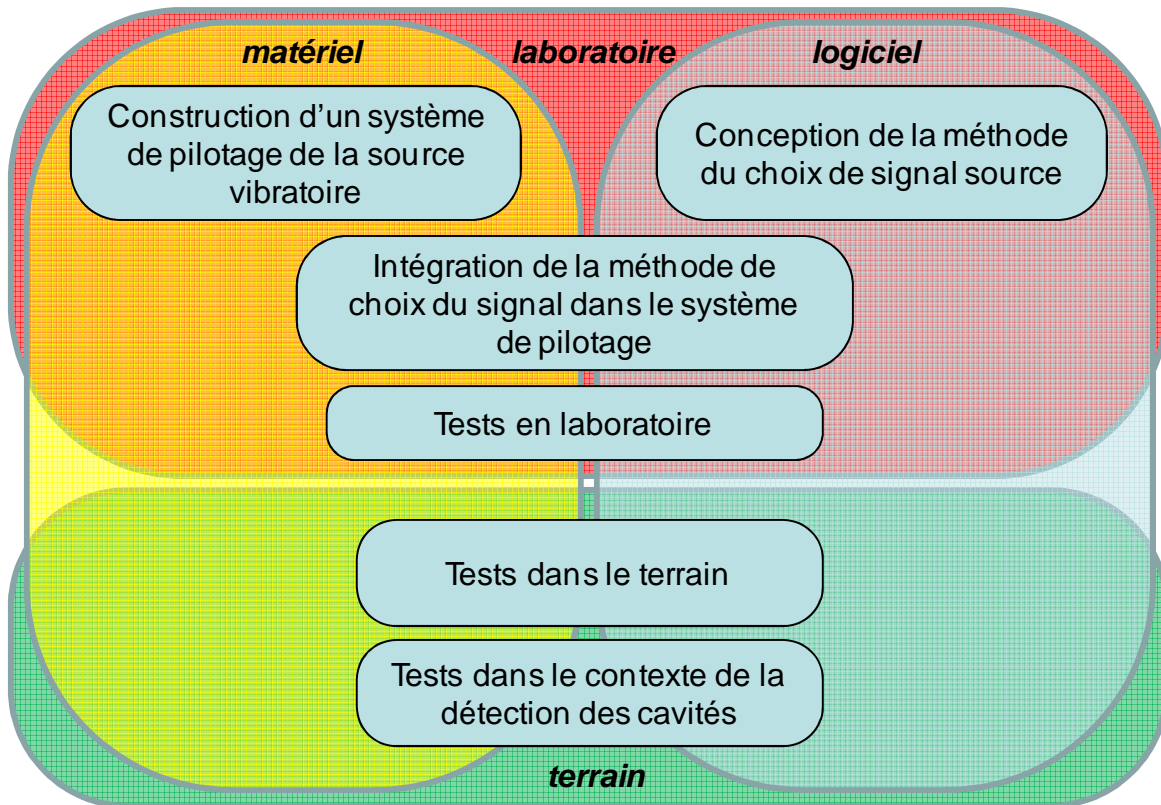 matériel laboratoire logiciel
Construction d'un système
de pilotage de la source
vibratoire
Conception de la méthode
du choix de signal source
Intégration de la méthode de
choix du signal dans le système
de pilotage
Tests en laboratoire
Tests dans le terrain
Tests dans le contexte de la
détection des cavités
terrain